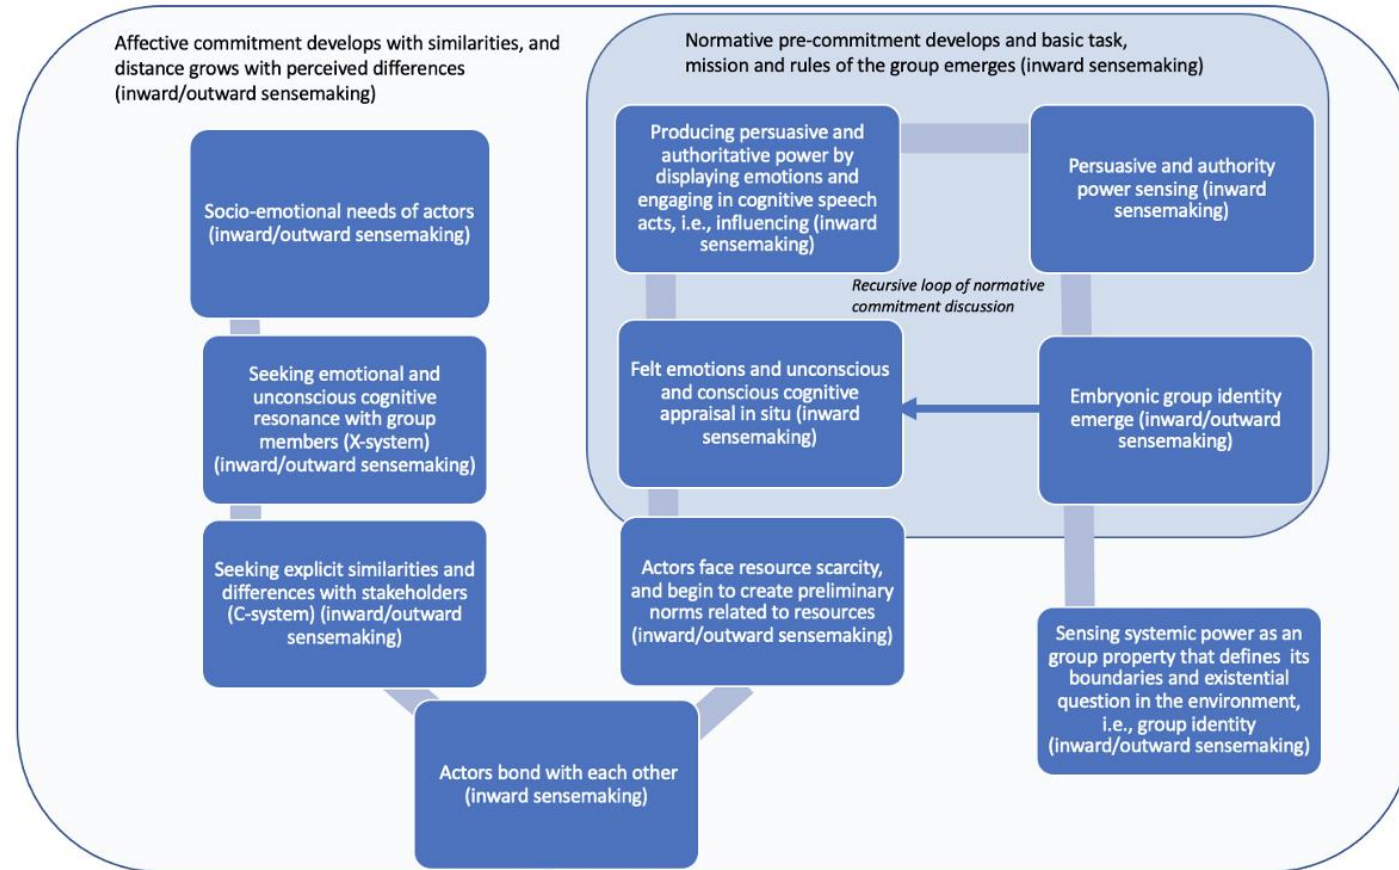 Affective commitment develops with similarities, and
distance grows with perceived differences
(inward/outward sensemaking)
Normative pre-commitment develops and basic task,
mission and rules of the group emerges (inward sensemaking)
Socio-emotional needs of actors
(inward/outward sensemaking)
Seeking emotional and
unconscious cognitive
resonance with group
members (X-system)
(inward/outward sensemaking)
Seeking explicit similarities and
differences with stakeholders
(C-system) (inward/outward
sensemaking)
Actors bond with each other
(inward sensemaking)
Actors face resource scarcity,
and begin to create preliminary
norms related to resources
(inward/outward sensemaking)
Felt emotions and unconscious
and conscious cognitive
appraisal in situ (inward
sensemaking)
Producing persuasive and
authoritative power by
displaying emotions and
engaging in cognitive speech
acts, i.e., influencing (inward
sensemaking)
Persuasive and authority
power sensing (inward
sensemaking)
Recursive loop of normative
commitment discussion
Embryonic group identity
emerge (inward/outward
sensemaking)
Sensing systemic power as an
group property that defines its
boundaries and existential
question in the environment,
i.e., group identity
(inward/outward sensemaking)